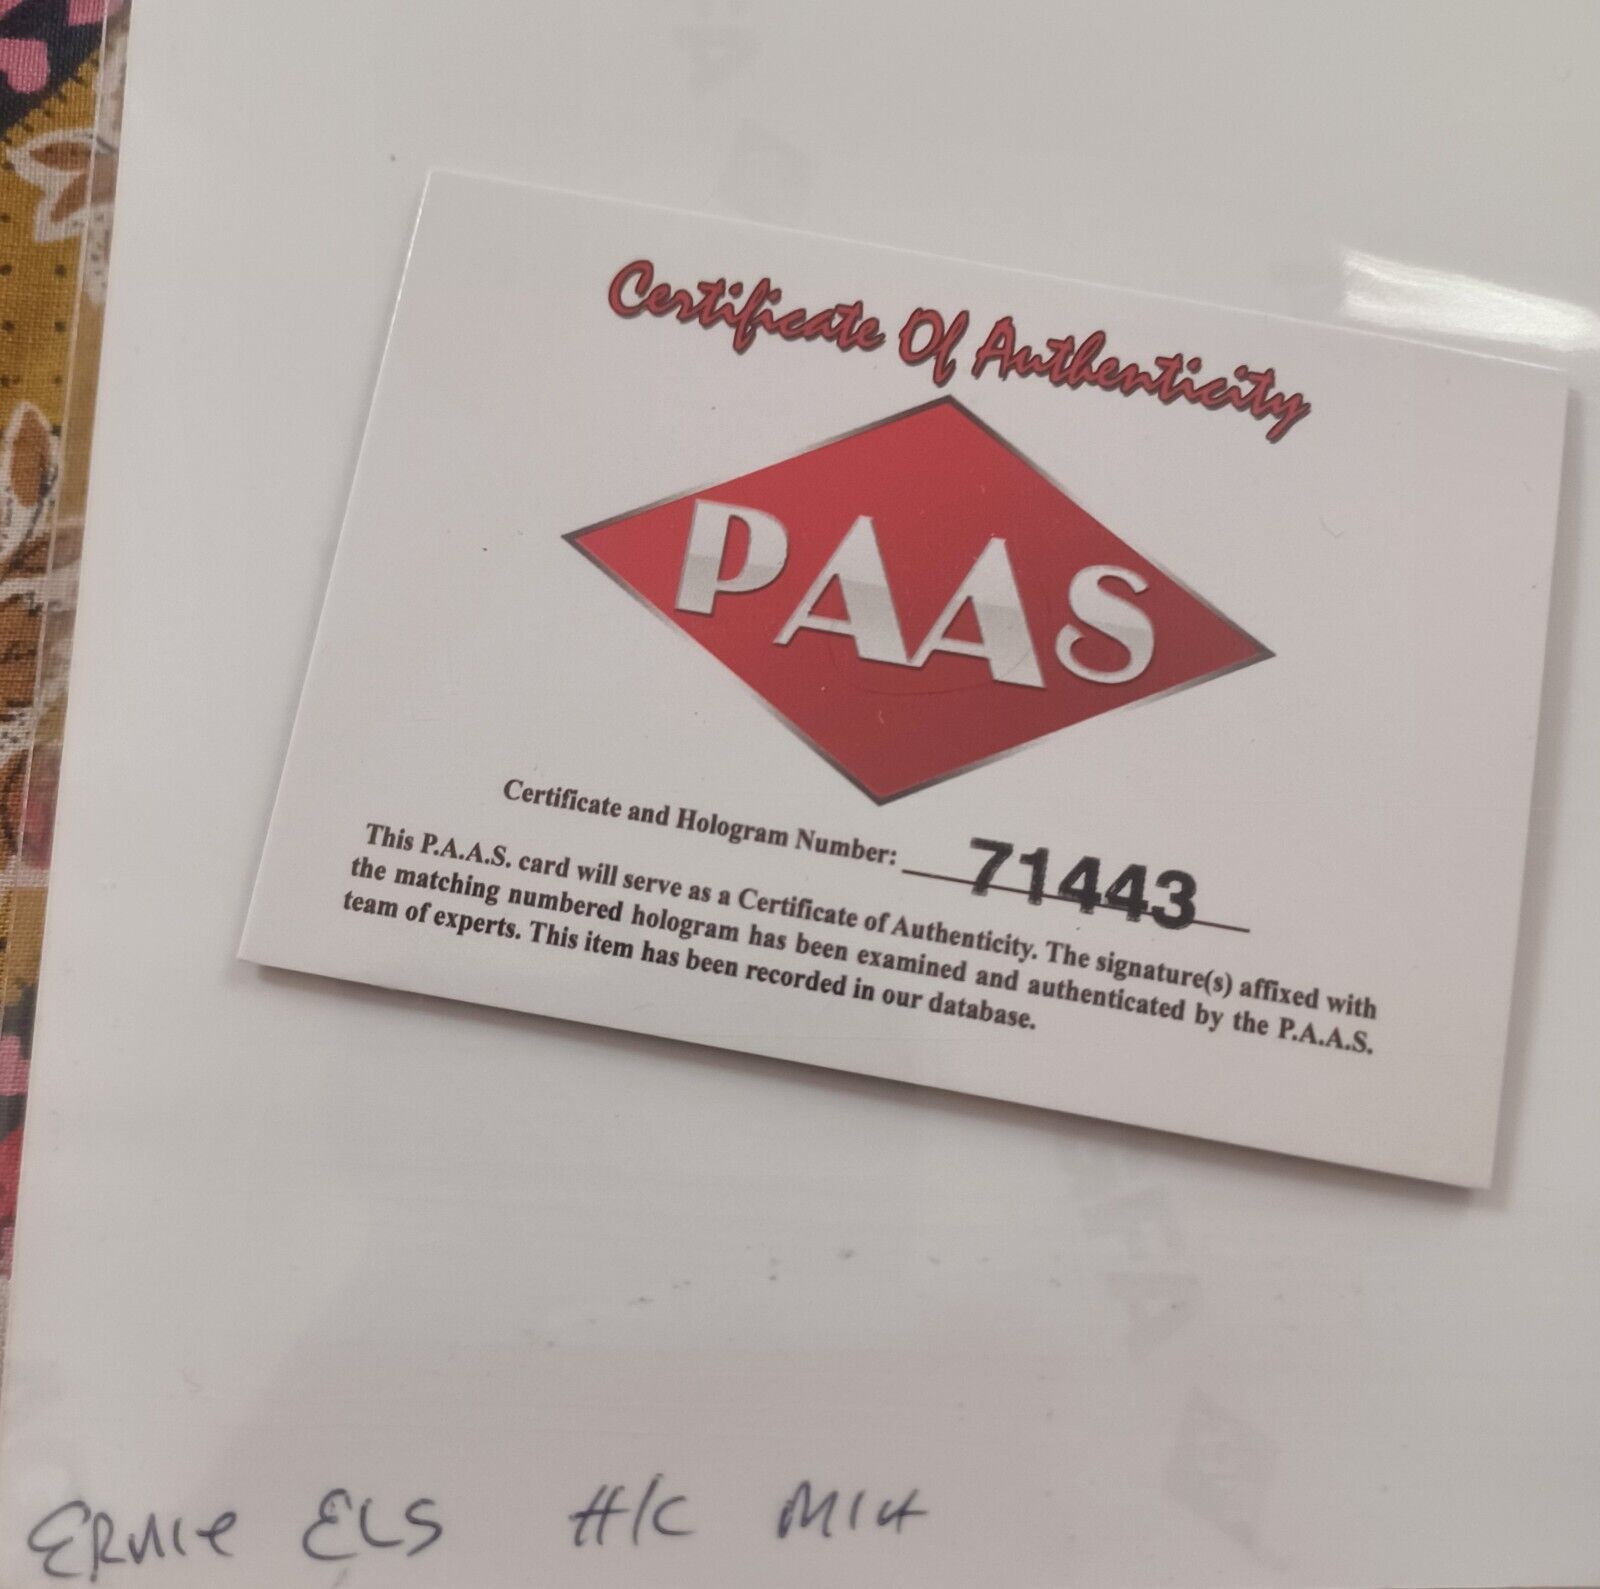 Certificate Of Authenticity
PAAS
Certificate and Hologram Number: 71443
This P.A.A.S. card will serve as a Certificate of Authenticity. The signature(s) affixed with
the matching numbered hologram has been examined and authenticated by the P.A.A.S.
team of experts. This item has been recorded in our database.
ERNIE ELS H/C